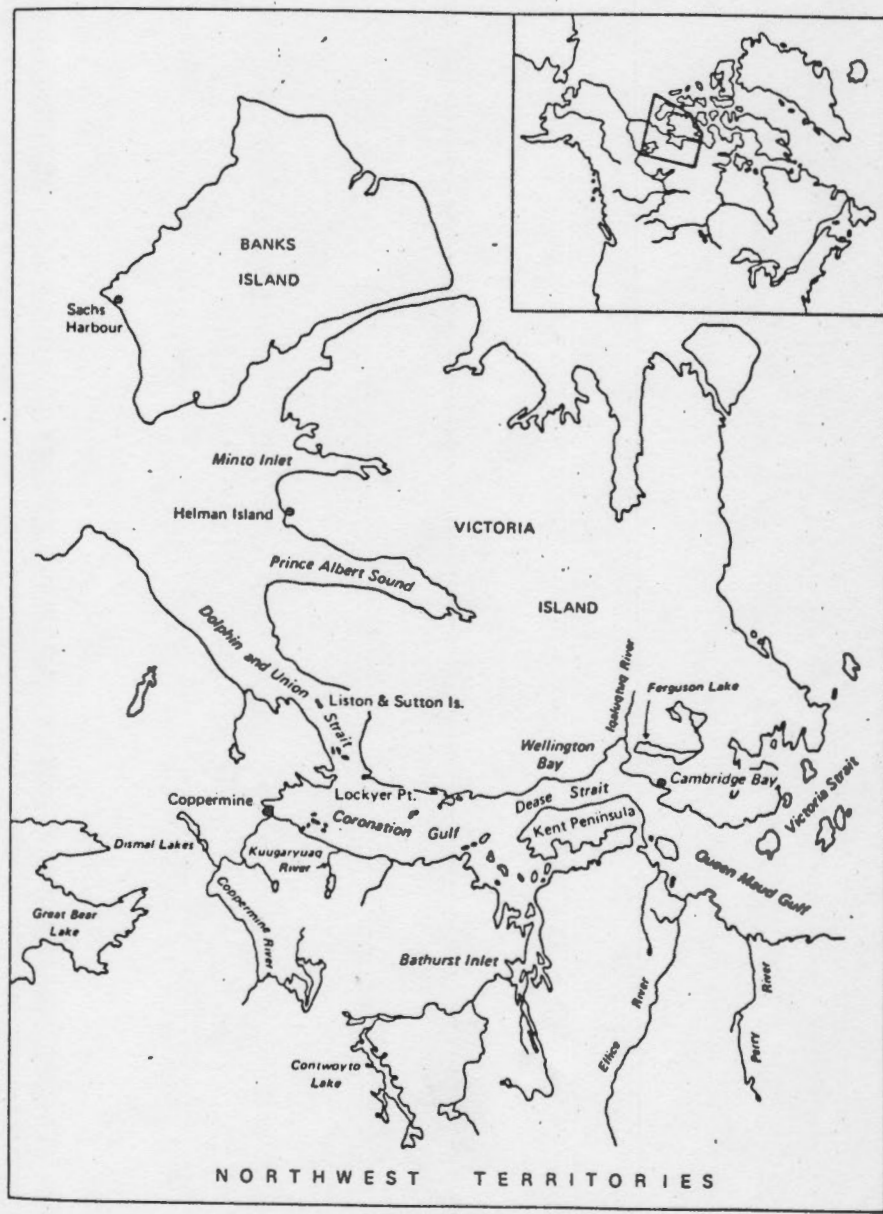 BANKS
ISLAND
Sachs
Harbour
Minto Inlet
Helman Island
VICTORIA
Prince Albert Sound
ISLAND
Dolphin and Union
Strait
Liston & Sutton Is.
Iqaluqtuq River
Ferguson Lake
Wellington
Bay
Cambridge Bay
Victoria Strait
Coppermine
Lockyer Pt.
Dease Strait
Coronation Gulf
Kent Peninsula
Dismal Lakes
Kuugaryuaq
River
Queen Maud Gulf
Great Bear
Lake
Coppermine River
Bathurst Inlet
Ellice River
Perry River
Contwoyto
Lake
NORTHWEST TERRITORIES